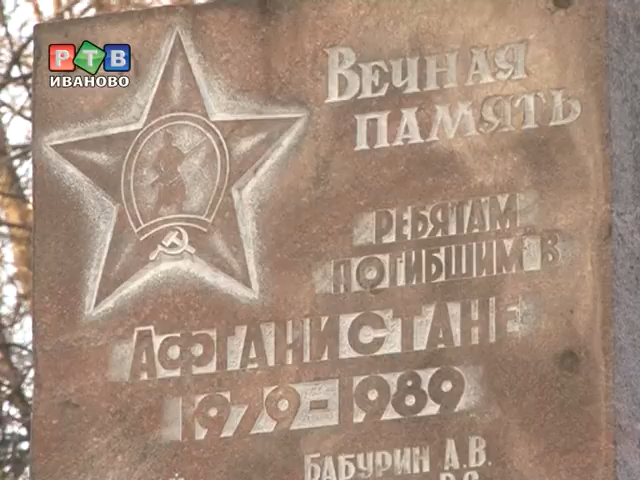 РТВ
ИВАНОВО
ВЕЧНАЯ
ПАМЯТЬ
РЕБЯТАМ,
ПОГИБШИМ В
АФГАНИСТАНЕ
1979-1989
БАБУРИН А.В.